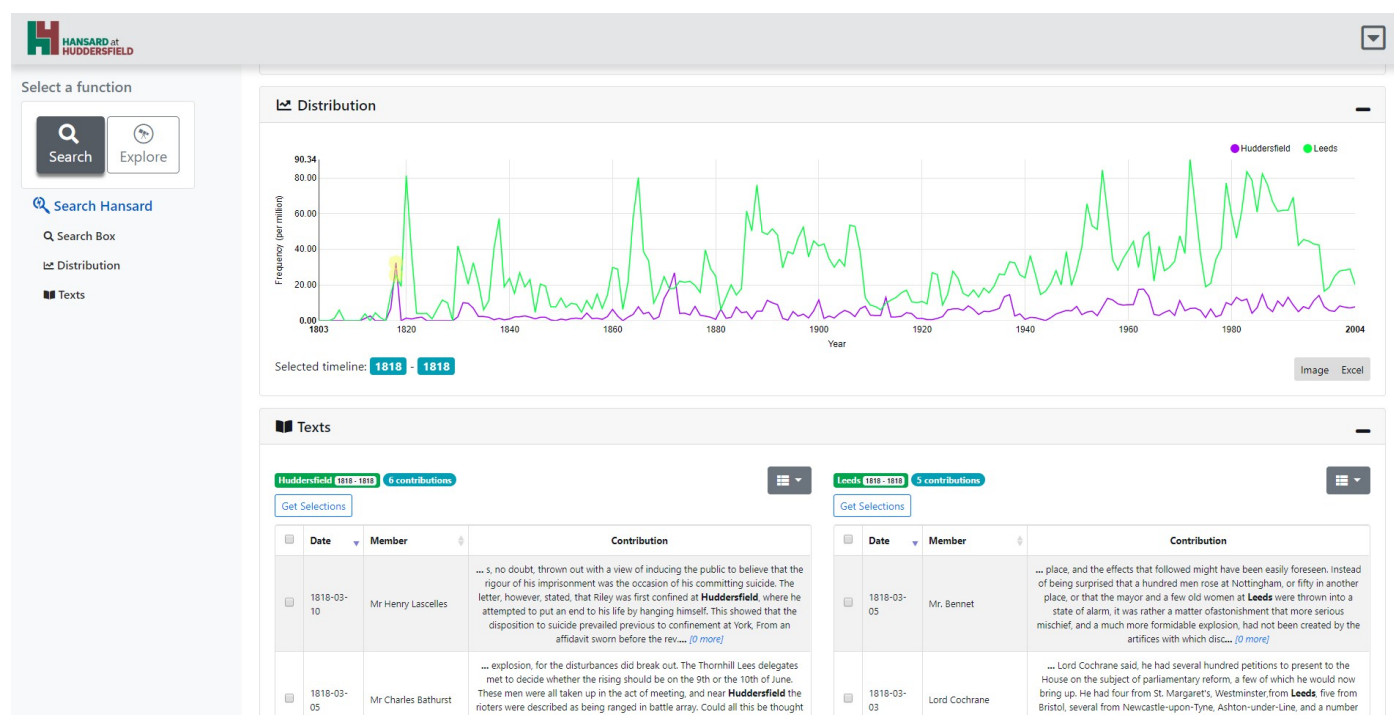 HANSARD at
HUDDERSFIELD
Select a function
Search
Explore
Search Hansard
Search Box
Distribution
Texts
Distribution
Huddersfield
Leeds
Frequency (per million)
90.34
80.00
60.00
40.00
20.00
0.00
1803
1820
1840
1860
1880
1900
1920
1940
1960
1980
2004
Year
Selected timeline: 1818 - 1818
Image Excel
Texts
Huddersfield 1818 - 1818 6 contributions
Get Selections
Date Member Contribution
1818-03-
10
Mr Henry Lascelles
... s, no doubt, thrown out with a view of inducing the public to believe that the
rigour of his imprisonment was the occasion of his committing suicide. The
letter, however, stated, that Riley was first confined at Huddersfield, where he
attempted to put an end to his life by hanging himself. This showed that the
disposition to suicide prevailed previous to confinement at York, From an
affidavit sworn before the rev.... [0 more]
1818-03-
05
Mr Charles Bathurst
... explosion, for the disturbances did break out. The Thornhill Lees delegates
met to decide whether the rising should be on the 9th or the 10th of June.
These men were all taken up in the act of meeting, and near Huddersfield the
rioters were described as being ranged in battle array. Could all this be thought
Leeds 1818 - 1818 5 contributions
Get Selections
Date Member Contribution
1818-03-
05
Mr. Bennet
... place, and the effects that followed might have been easily foreseen. Instead
of being surprised that a hundred men rose at Nottingham, or fifty in another
place, or that the mayor and a few old women at Leeds were thrown into a
state of alarm, it was rather a matter ofastonishment that more serious
mischief, and a much more formidable explosion, had not been created by the
artifices with which disc... [0 more]
1818-03-
03
Lord Cochrane
... Lord Cochrane said, he had several hundred petitions to present to the
House on the subject of parliamentary reform, a few of which he would now
bring up. He had four from St. Margaret's, Westminster,from Leeds, five from
Bristol, several from Newcastle-upon-Tyne, Ashton-under-Line, and a number